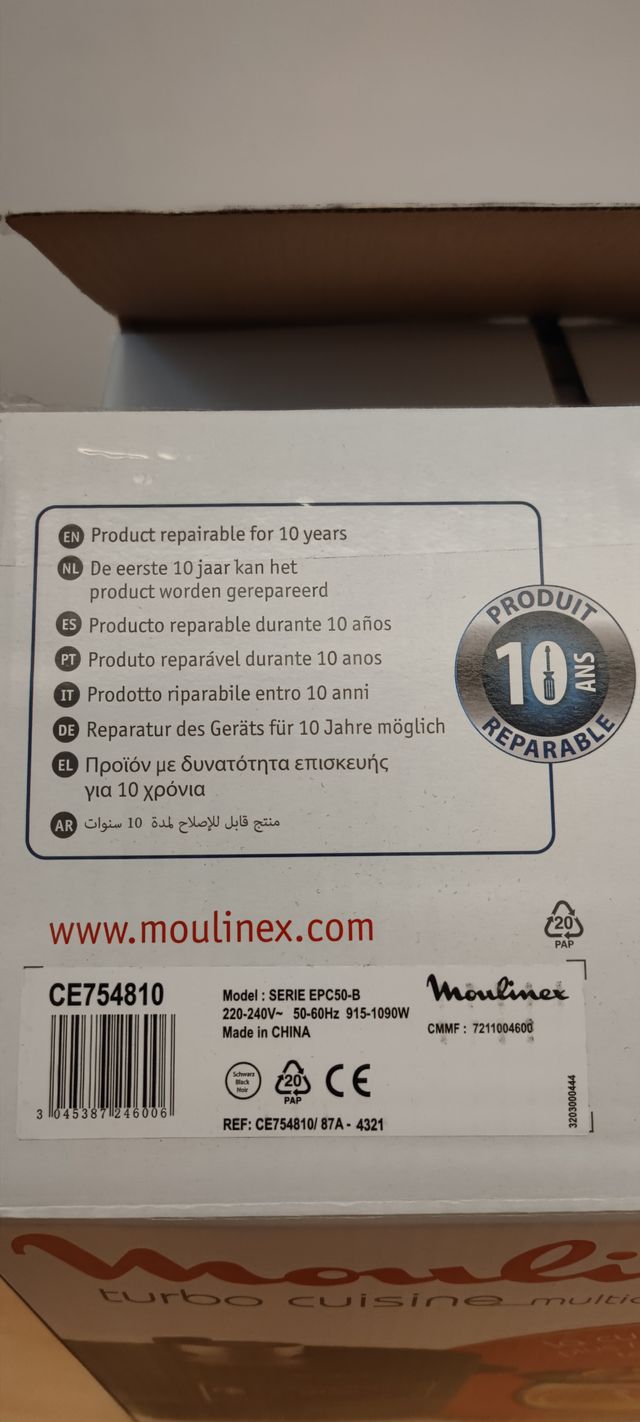 EN Product repairable for 10 years
NL De eerste 10 jaar kan het
product worden gerepareerd
ES Producto reparable durante 10 años
PT Produto reparável durante 10 anos
IT Prodotto riparabile entro 10 anni
DE Reparatur des Geräts für 10 Jahre möglich
EL Προϊόν με δυνατότητα επισκευής
για 10 χρόνια
AR منتج قابل للإصلاح لمدة 10 سنوات
PRODUIT
10 ANS
REPARABLE
www.moulinex.com
20
PAP
CE754810
3 045387 246006
Model : SERIE EPC50-B
220-240V~ 50-60Hz 915-1090W
Made in CHINA
Schwarz
Black
Noir
20
PAP
CE
REF: CE754810/ 87A - 4321
Moulinex
CMMF : 7211004600
3203000444
Mouli
turbo cuisine multic